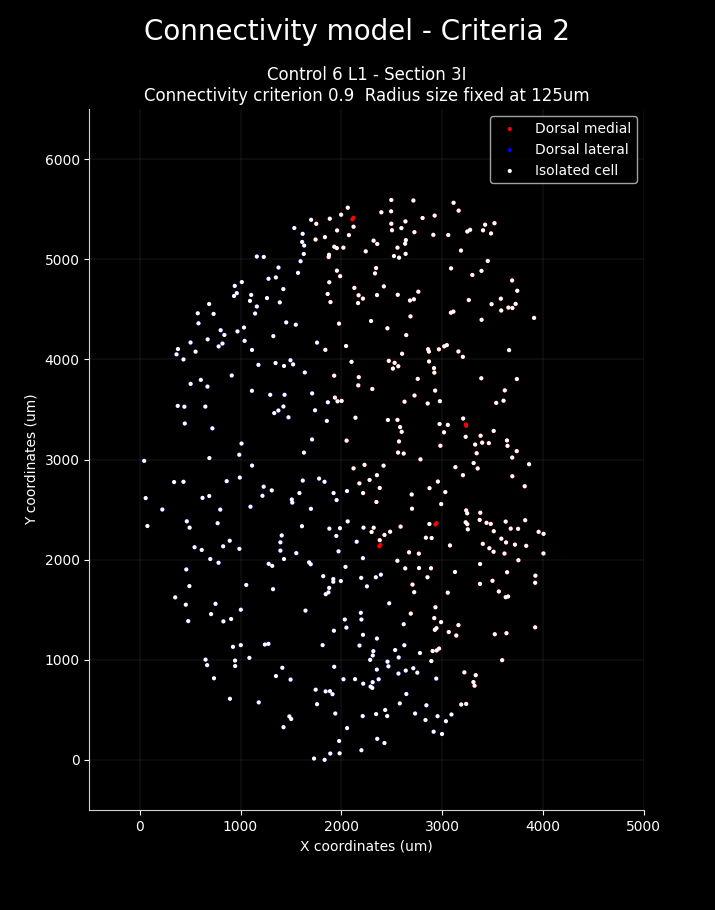 Connectivity model - Criteria 2
Control 6 L1 - Section 3I
Connectivity criterion 0.9  Radius size fixed at 125um
Dorsal medial
Dorsal lateral
Isolated cell
6000
5000
4000
3000
2000
1000
0
Y coordinates (um)
0 1000 2000 3000 4000 5000
X coordinates (um)